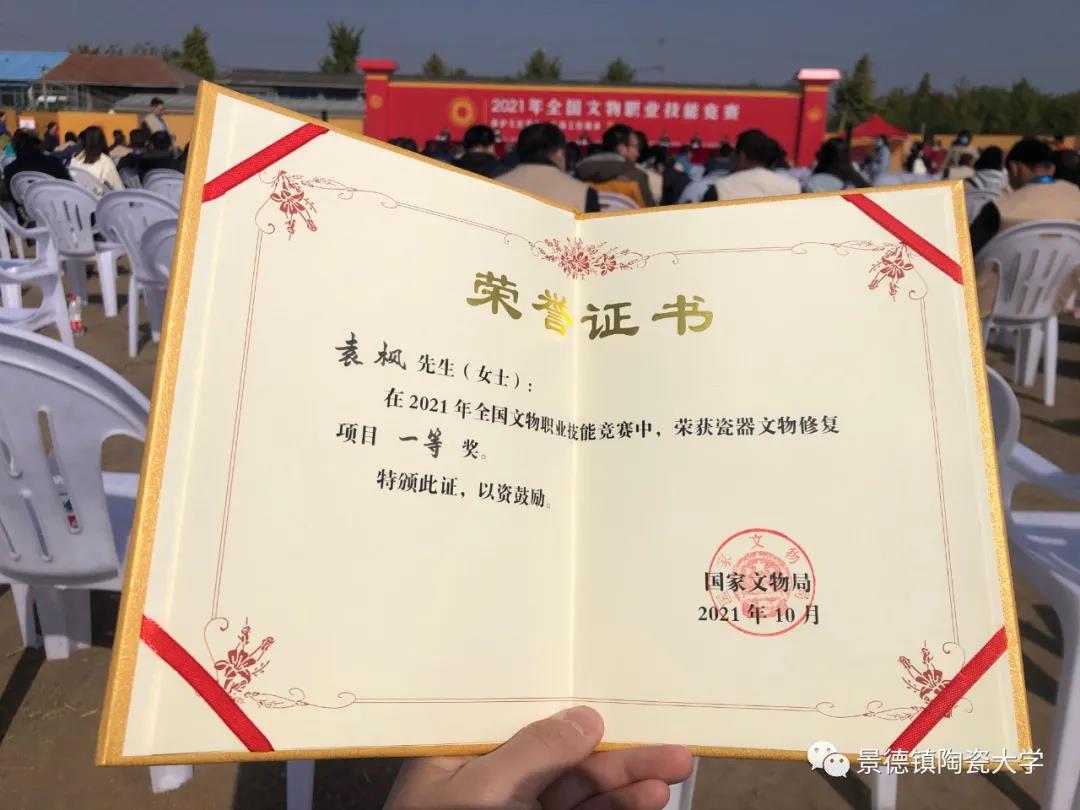 2021年全国文物职业技能竞赛
荣誉证书
袁枫 先生（女士）：
在2021年全国文物职业技能竞赛中，荣获瓷器文物修复
项目 一等 奖。
特颁此证，以资鼓励。
国家文物局
2021年10月
景德镇陶瓷大学